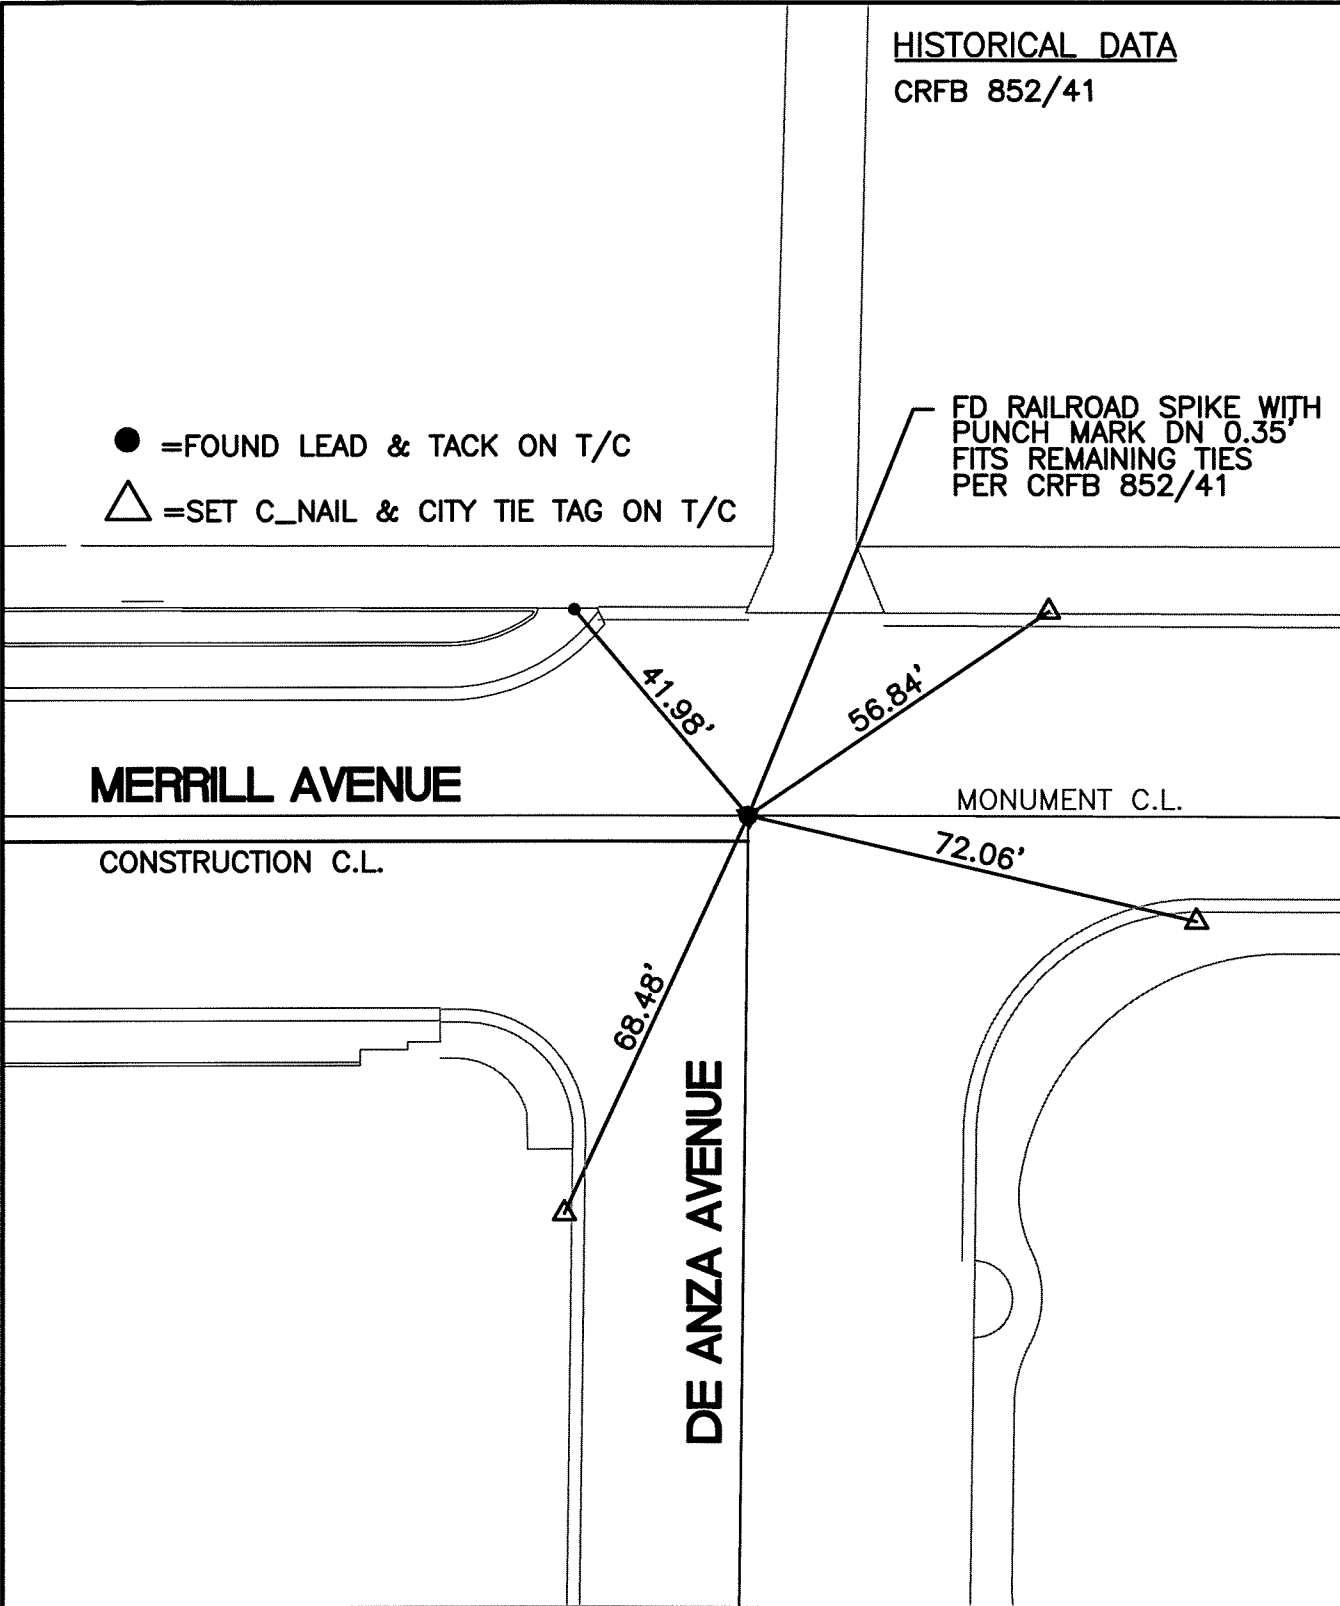 HISTORICAL DATA
CRFB 852/41
FD RAILROAD SPIKE WITH
PUNCH MARK DN 0.35'
FITS REMAINING TIES
PER CRFB 852/41
=FOUND LEAD & TACK ON T/C
=SET C_NAIL & CITY TIE TAG ON T/C
41.98'
56.84'
MERRILL AVENUE
MONUMENT C.L.
CONSTRUCTION C.L.
72.06'
68.48'
DE ANZA AVENUE